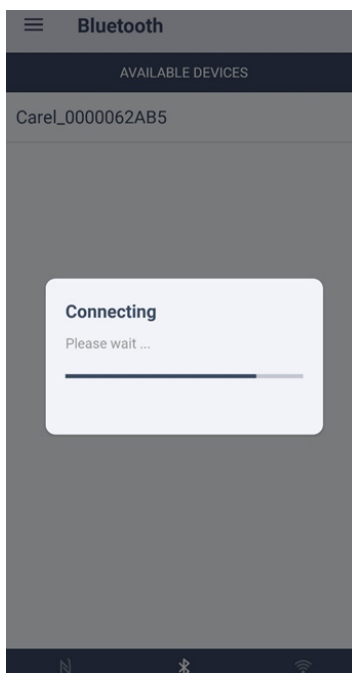 Bluetooth
AVAILABLE DEVICES
Carel_0000062AB5
Connecting
Please wait ...